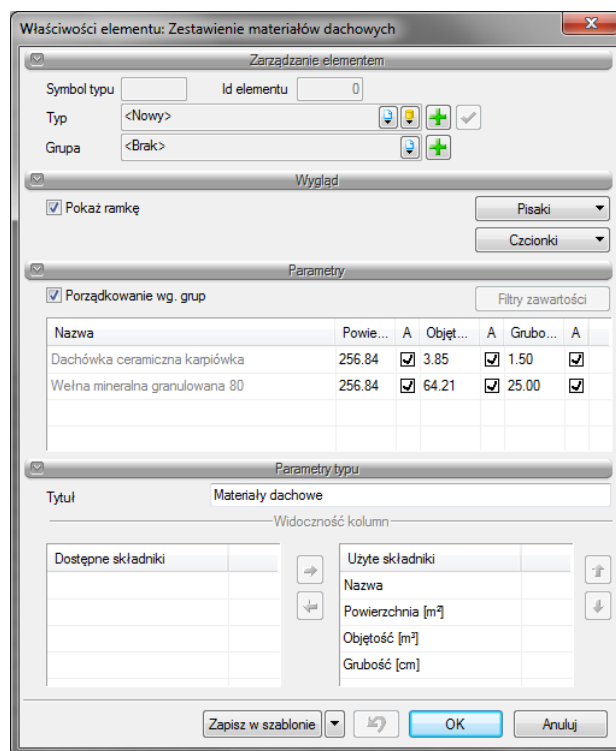 Właściwości elementu: Zestawienie materiałów dachowych
Zarządzanie elementem
Symbol typu Id elementu 0
Typ <Nowy>
Grupa <Brak>
Wygląd
Pokaż ramkę Pisaki
Czcionki
Parametry
Porządkowanie wg. grup Filtry zawartości
Nazwa Powie... A Objęt... A Grubo... A
Dachówka ceramiczna karpiówka 256.84 3.85 1.50
Wełna mineralna granulowana 80 256.84 64.21 25.00
Parametry typu
Tytuł Materiały dachowe
Widoczność kolumn
Dostępne składniki Użyte składniki
Nazwa
Powierzchnia [m²]
Objętość [m³]
Grubość [cm]
Zapisz w szablonie OK Anuluj